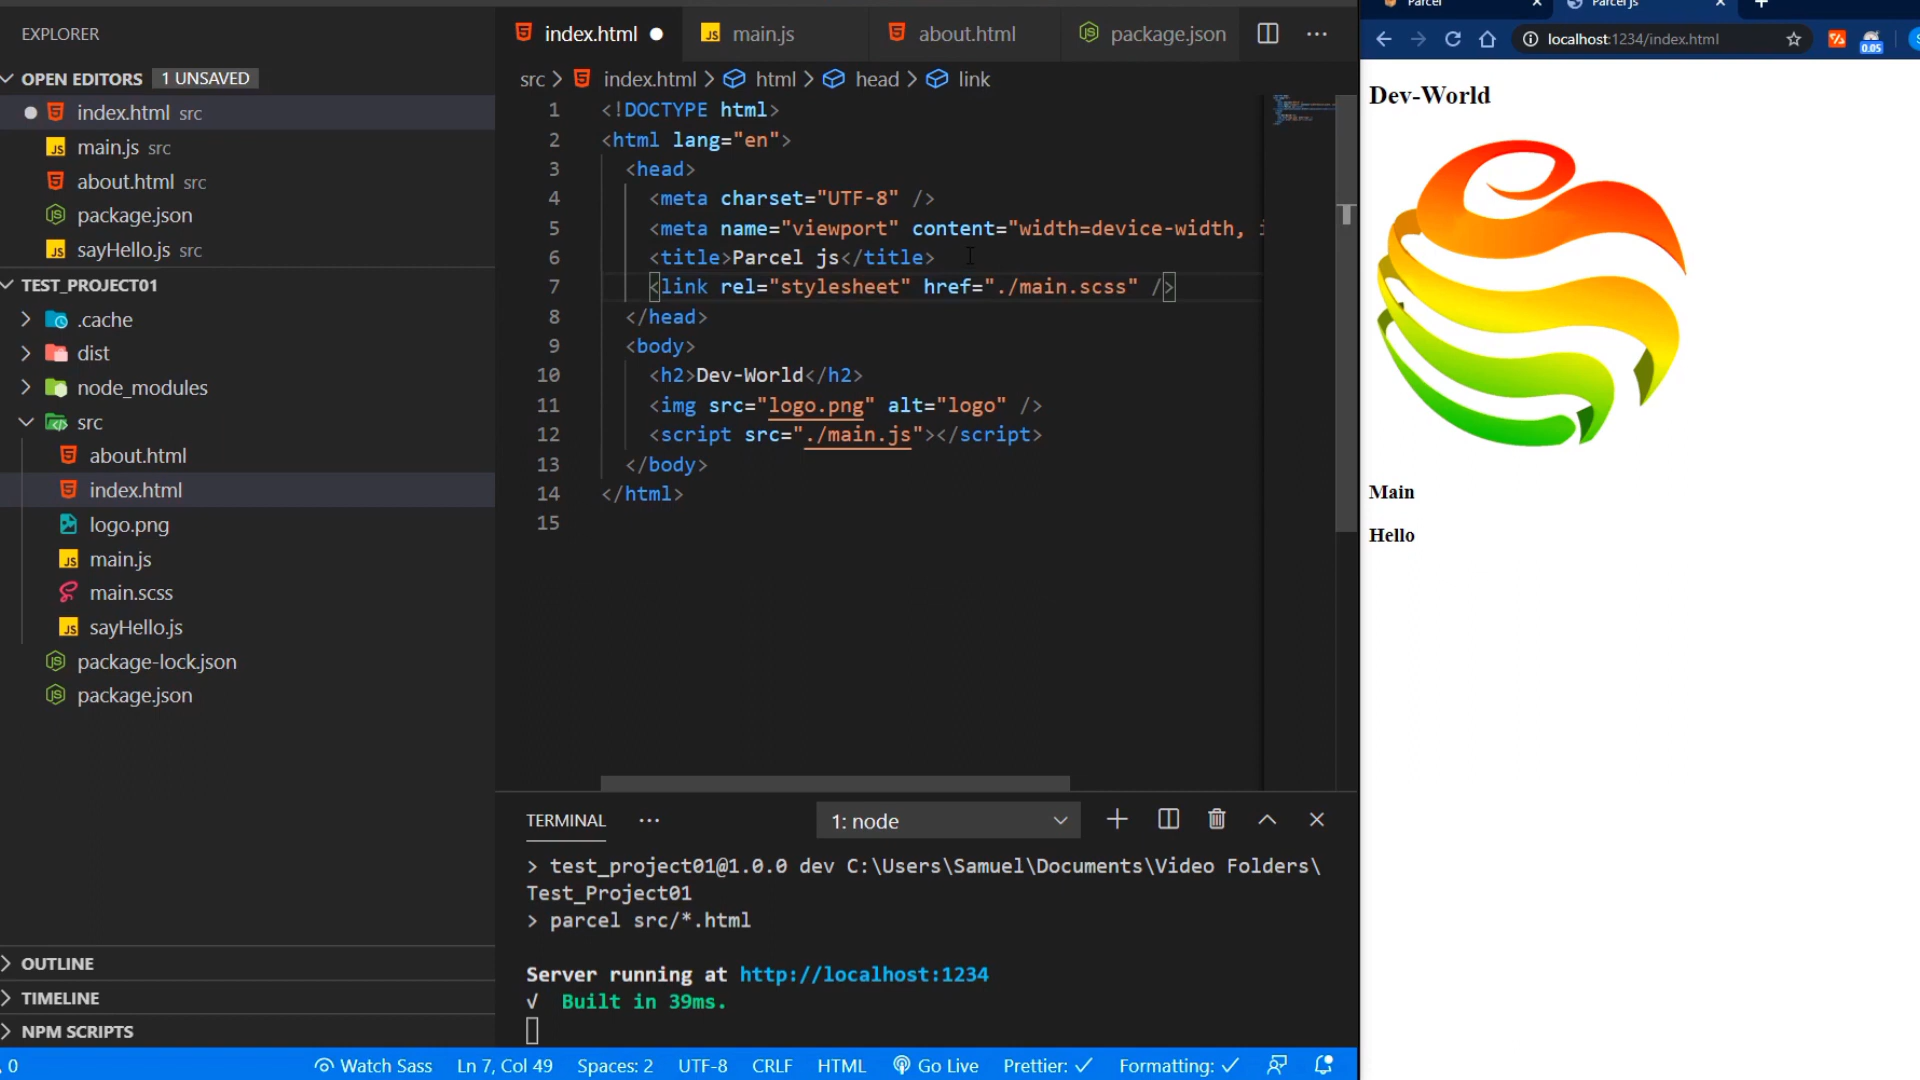 EXPLORER
OPEN EDITORS 1 UNSAVED
index.html src
main.js src
about.html src
package.json
sayHello.js src
TEST_PROJECT01
.cache
dist
node_modules
src
about.html
index.html
logo.png
main.js
main.scss
sayHello.js
package-lock.json
package.json
OUTLINE
TIMELINE
NPM SCRIPTS
index.html main.js about.html package.json
src index.html html head link
1 <!DOCTYPE html>
2 <html lang="en">
3 <head>
4 <meta charset="UTF-8" />
5 <meta name="viewport" content="width=device-width,
6 <title>Parcel js</title>
7 <link rel="stylesheet" href="./main.scss" />
8 </head>
9 <body>
10 <h2>Dev-World</h2>
11 <img src="logo.png" alt="logo" />
12 <script src="./main.js"></script>
13 </body>
14 </html>
15
TERMINAL 1: node
> test_project01@1.0.0 dev C:\Users\Samuel\Documents\Video Folders\
Test_Project01
> parcel src/*.html
Server running at http://localhost:1234
√ Built in 39ms.
0 Watch Sass Ln 7, Col 49 Spaces: 2 UTF-8 CRLF HTML Go Live Prettier: ✓ Formatting: ✓
Parcel Parcel js
localhost:1234/index.html 0.05
Dev-World
Main
Hello